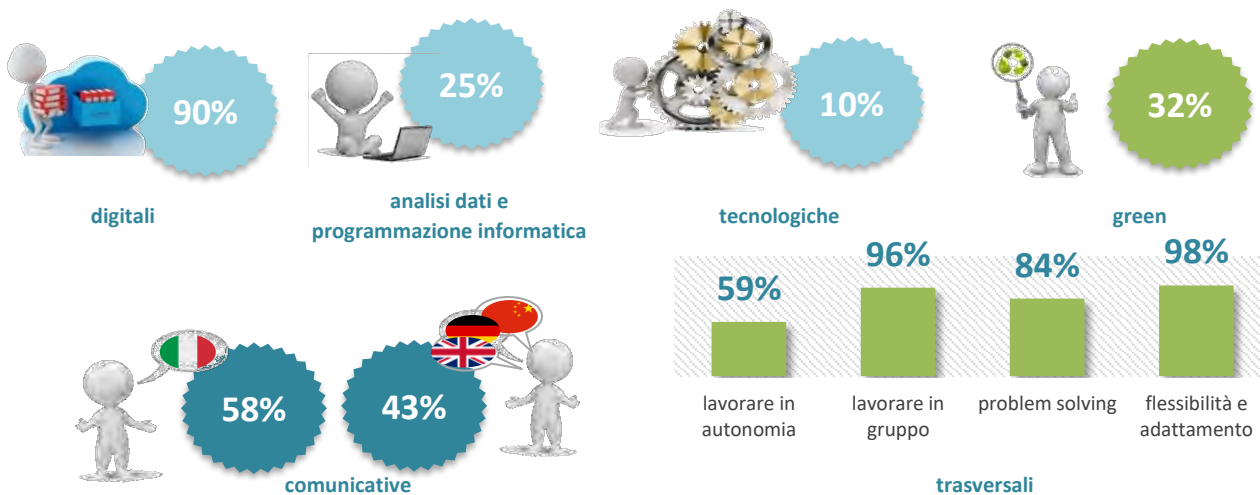 90%
25%
10%
32%
digitali
analisi dati e
programmazione informatica
tecnologiche
green
58%
43%
comunicative
59%
96%
84%
98%
lavorare in
autonomia
lavorare in
gruppo
problem solving
flessibilità e
adattamento
trasversali